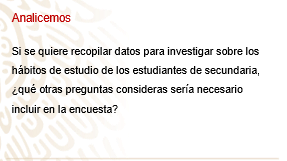 Analicemos
Si se quiere recopilar datos para investigar sobre los
hábitos de estudio de los estudiantes de secundaria,
¿qué otras preguntas consideras sería necesario
incluir en la encuesta?